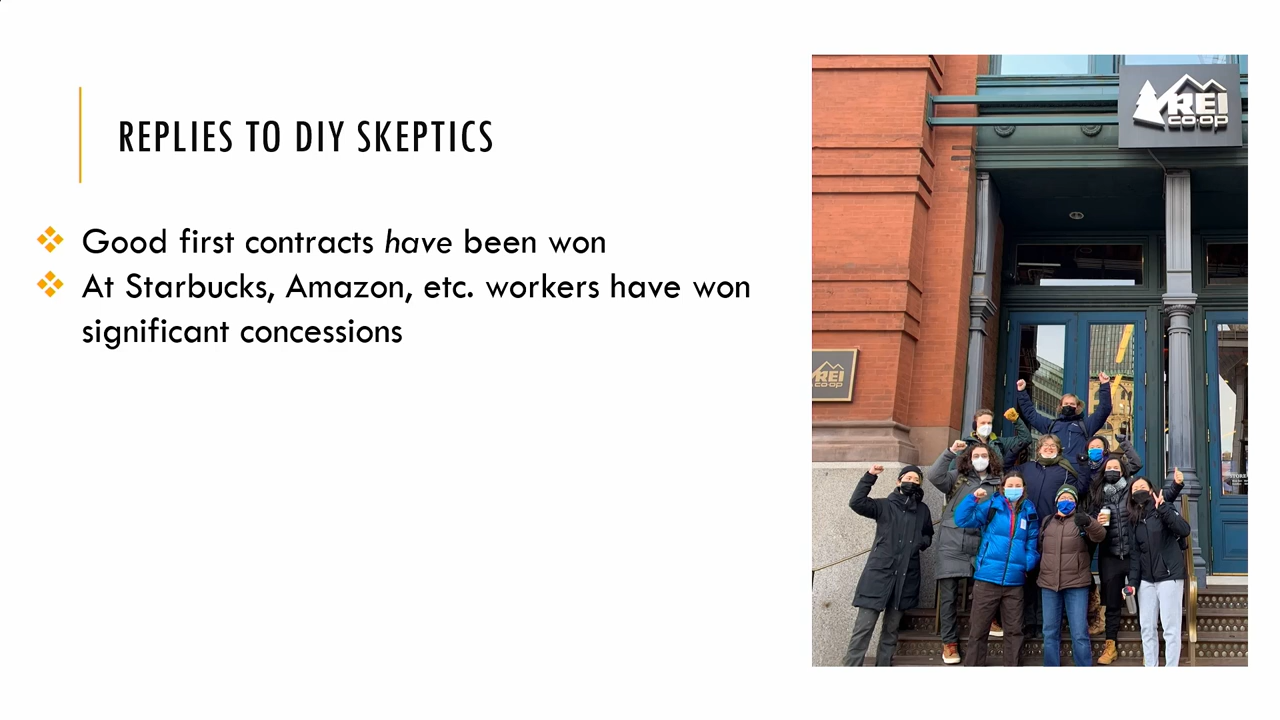 REPLIES TO DIY SKEPTICS
Good first contracts have been won
At Starbucks, Amazon, etc. workers have won
significant concessions
REI
co·op
REI
co·op